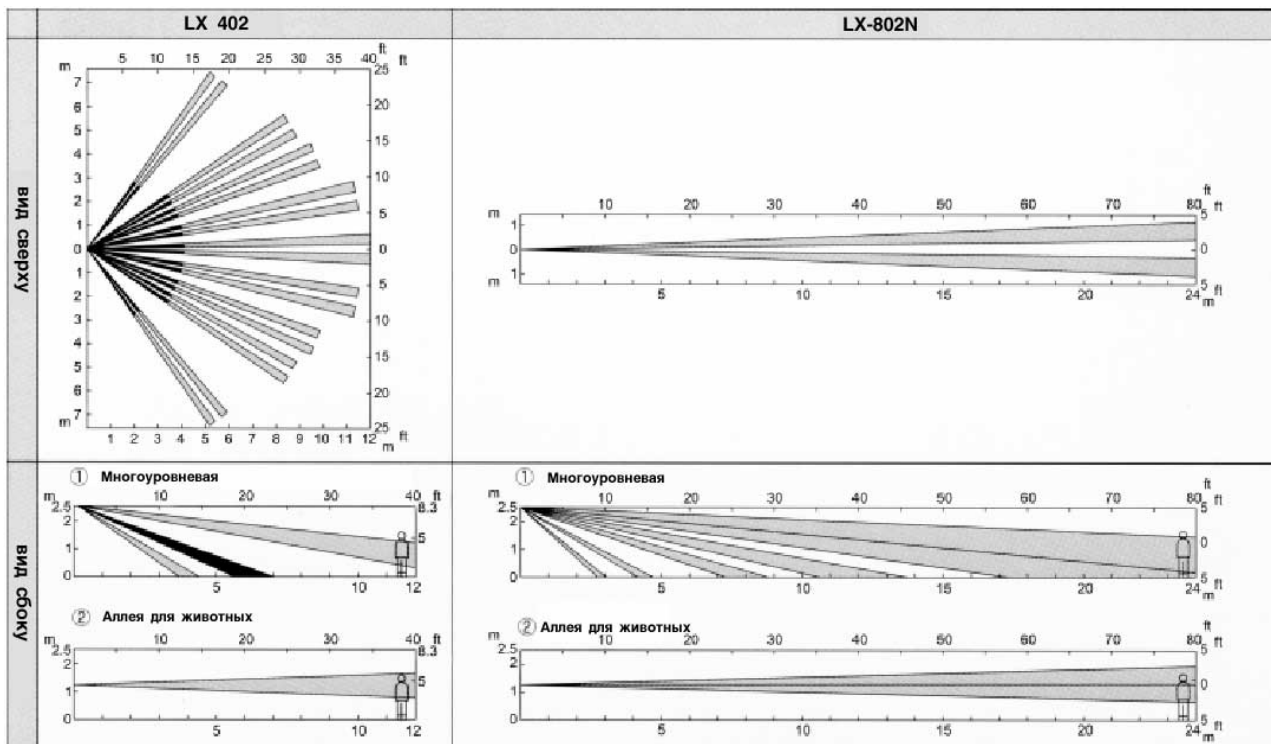 LX 402
LX-802N
вид сверху
ft
5 10 15 20 25 30 35 40 ft
m
25
7
6
20
5
4
15
3
10
2
5
1
0 0
1
5
2
3
10
4
15
5
6
20
7
m
25 ft
1 2 3 4 5 6 7 8 9 10 11 12
m
ft
10 20 30 40 50 60 70 80
m
5 ft
1
0 0
1
m
5 ft
5 10 15 20 24
m
вид сбоку
① Многоуровневая
m 10 20 30 40 ft
2.5 8.3
2
5
1
0
5 10 12
m
② Аллея для животных
m 10 20 30 40 ft
2.5 8.3
2
5
1
0
5 10 12
m
① Многоуровневая
ft
m 10 20 30 40 50 60 70 80
2.5 5 ft
2
0
1
0 5 ft
5 10 15 20 24
m
② Аллея для животных
ft
m 10 20 30 40 50 60 70 80
2.5 5 ft
2
1 0
0 5 ft
5 10 15 20 24
m